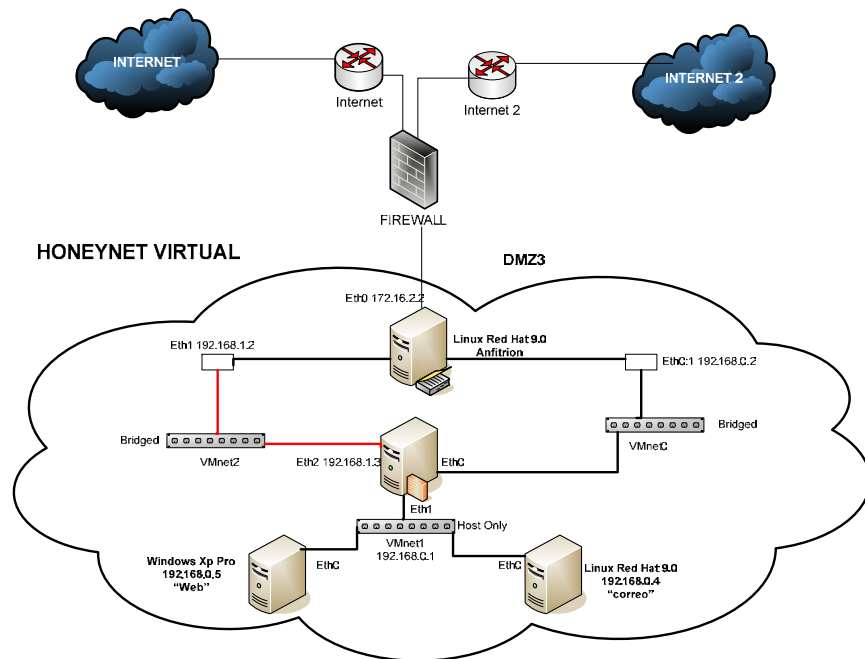 INTERNET
INTERNET 2
Internet
Internet 2
FIREWALL
HONEYNET VIRTUAL
DMZ3
Eth0 172.16.2.2
Linux Red Hat 9.0
Anfitrion
Eth1 192.168.1.2
Eth0:1 192.168.0.2
Bridged
VMnet2
Bridged
VMnet0
Eth2 192.168.1.3
Eth0
Eth1
Host Only
VMnet1
192.168.0.1
Windows Xp Pro
192.168.0.5
"Web"
Eth0
Eth0
Linux Red Hat 9.0
192.168.0.4
"correo"